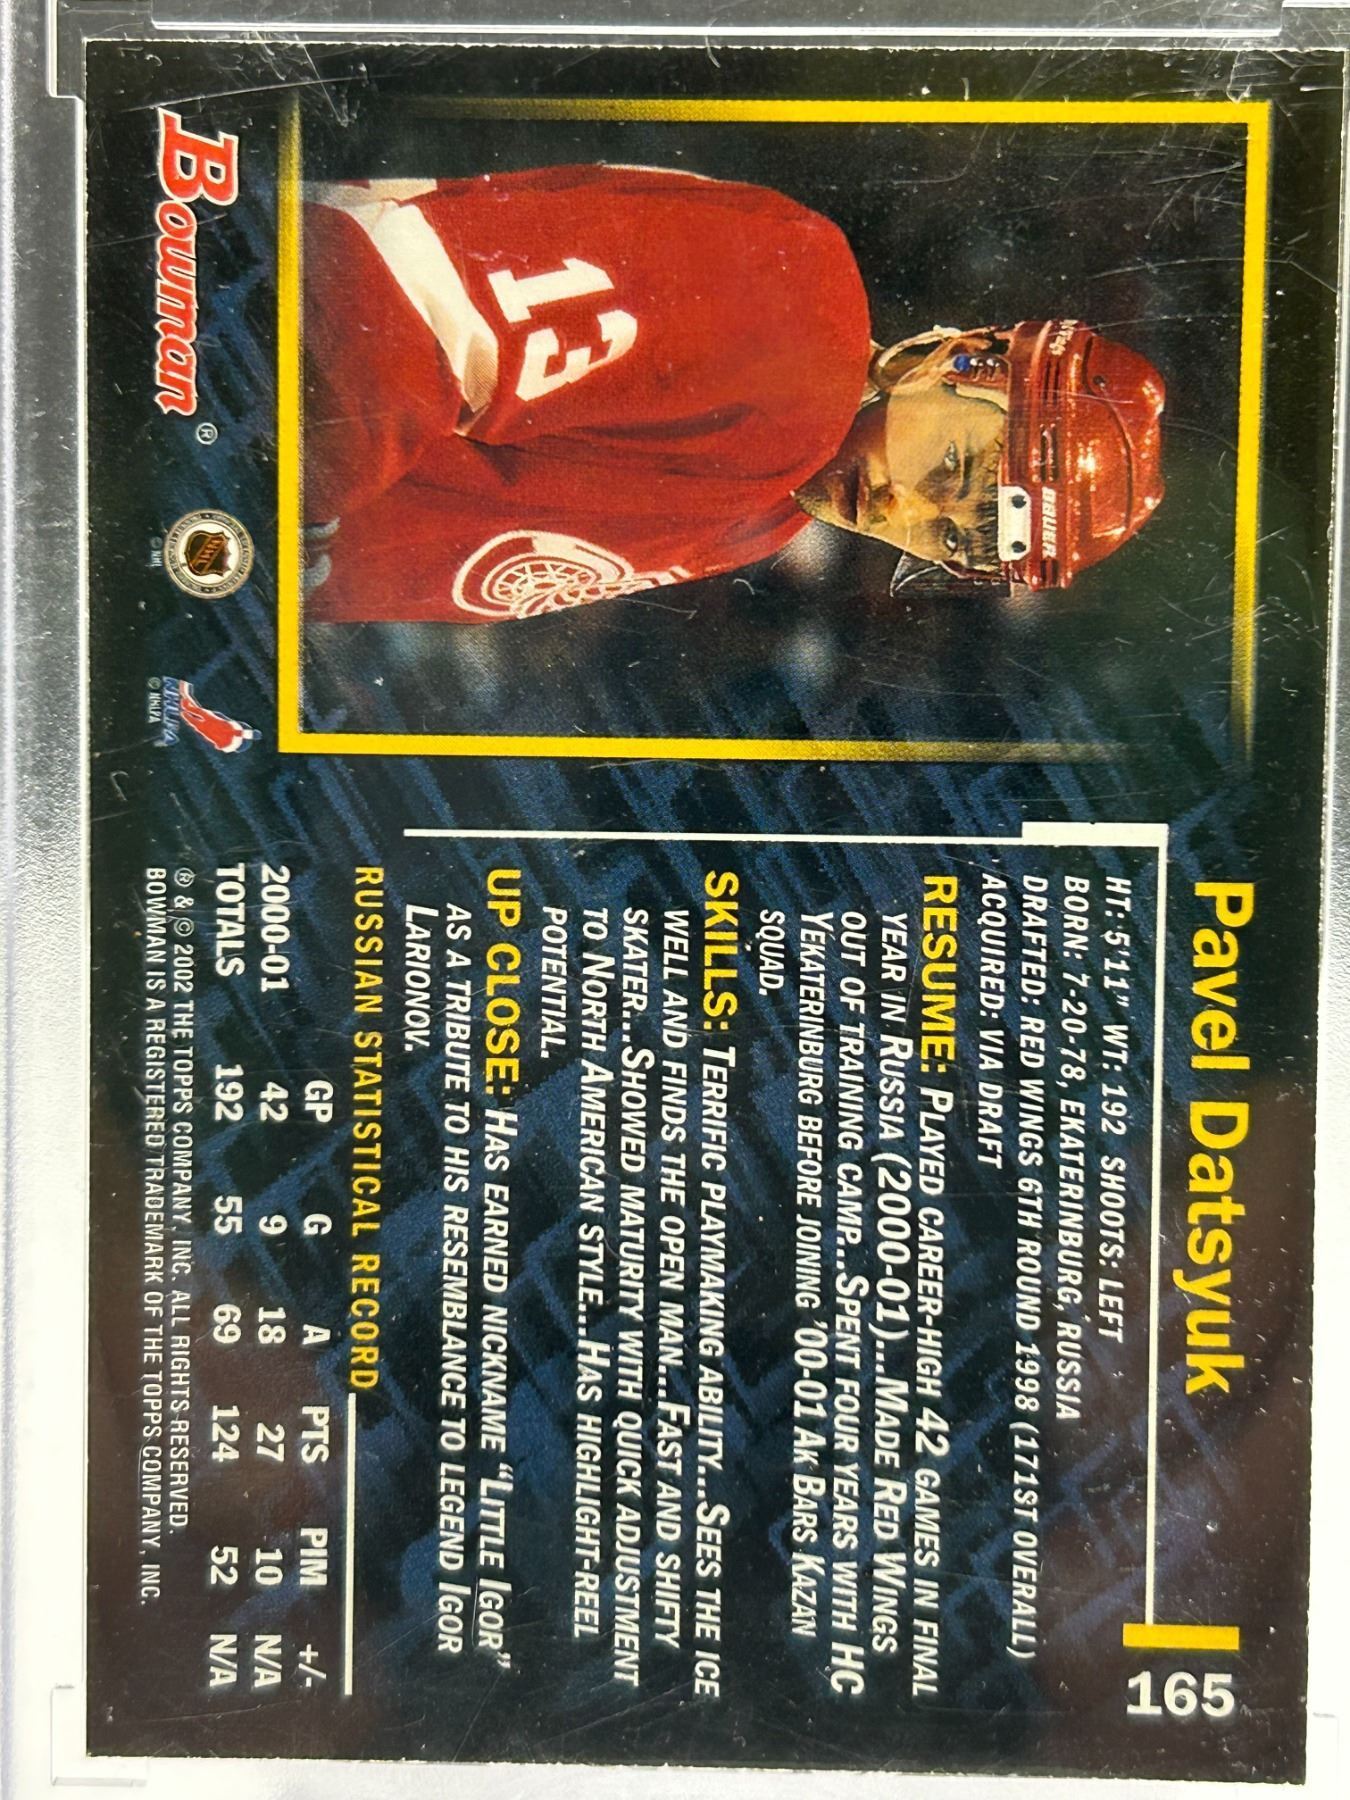 Pavel Datsyuk
165
HT: 5'11" WT: 192 SHOOTS: LEFT
BORN: 7-20-78, EKATERINBURG, RUSSIA
DRAFTED: RED WINGS 6TH ROUND 1998 (171ST OVERALL)
ACQUIRED: VIA DRAFT
RESUME: PLAYED CAREER-HIGH 42 GAMES IN FINAL
YEAR IN RUSSIA (2000-01)...MADE RED WINGS
OUT OF TRAINING CAMP...SPENT FOUR YEARS WITH HC
YEKATERINBURG BEFORE JOINING '00-01 AK BARS KAZAN
SQUAD.
SKILLS: TERRIFIC PLAYMAKING ABILITY...SEES THE ICE
WELL AND FINDS THE OPEN MAN...FAST AND SHIFTY
SKATER...SHOWED MATURITY WITH QUICK ADJUSTMENT
TO NORTH AMERICAN STYLE...HAS HIGHLIGHT-REEL
POTENTIAL.
UP CLOSE: HAS EARNED NICKNAME "LITTLE IGOR"
AS A TRIBUTE TO HIS RESEMBLANCE TO LEGEND IGOR
LARIONOV.
RUSSIAN STATISTICAL RECORD
GP G A PTS PIM +/-
2000-01 42 9 18 27 10 N/A
TOTALS 192 55 69 124 52 N/A
® & © 2002 THE TOPPS COMPANY, INC. ALL RIGHTS RESERVED.
BOWMAN IS A REGISTERED TRADEMARK OF THE TOPPS COMPANY, INC.
BAUER
13
Bowman ®
NHL
© NHL
NHLPA
© NHLPA